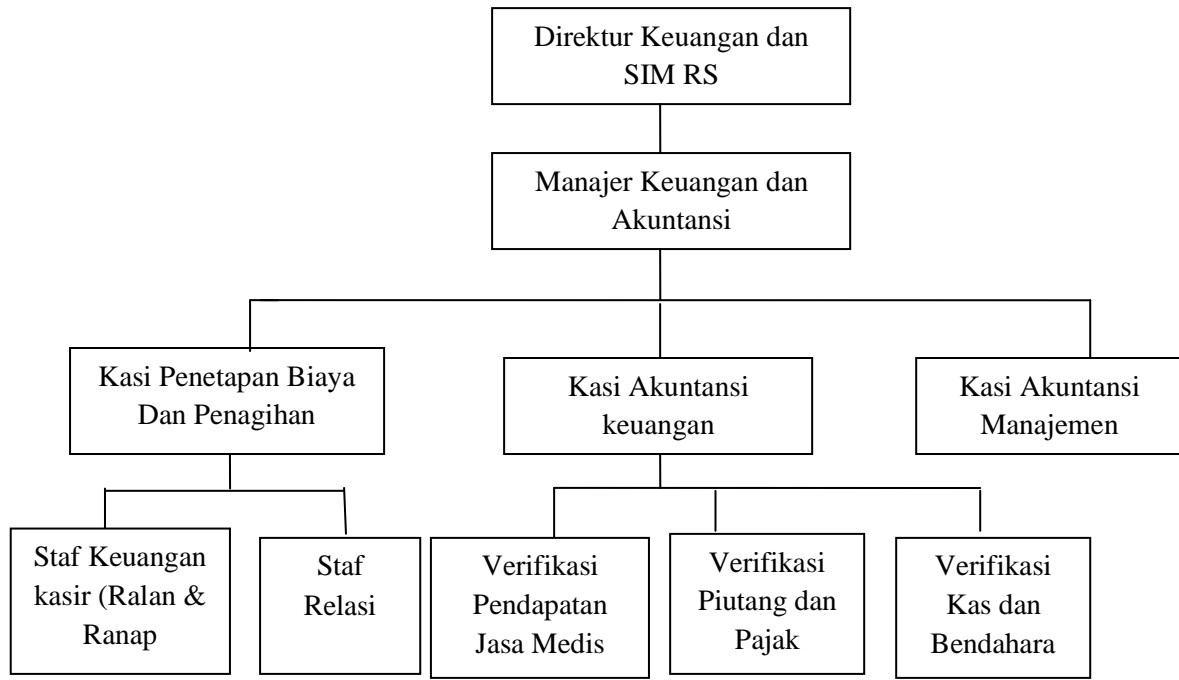 Direktur Keuangan dan
SIM RS
Manajer Keuangan dan
Akuntansi
Kasi Penetapan Biaya
Dan Penagihan
Kasi Akuntansi
keuangan
Kasi Akuntansi
Manajemen
Staf Keuangan
kasir (Ralan &
Ranap
Staf
Relasi
Verifikasi
Pendapatan
Jasa Medis
Verifikasi
Piutang dan
Pajak
Verifikasi
Kas dan
Bendahara